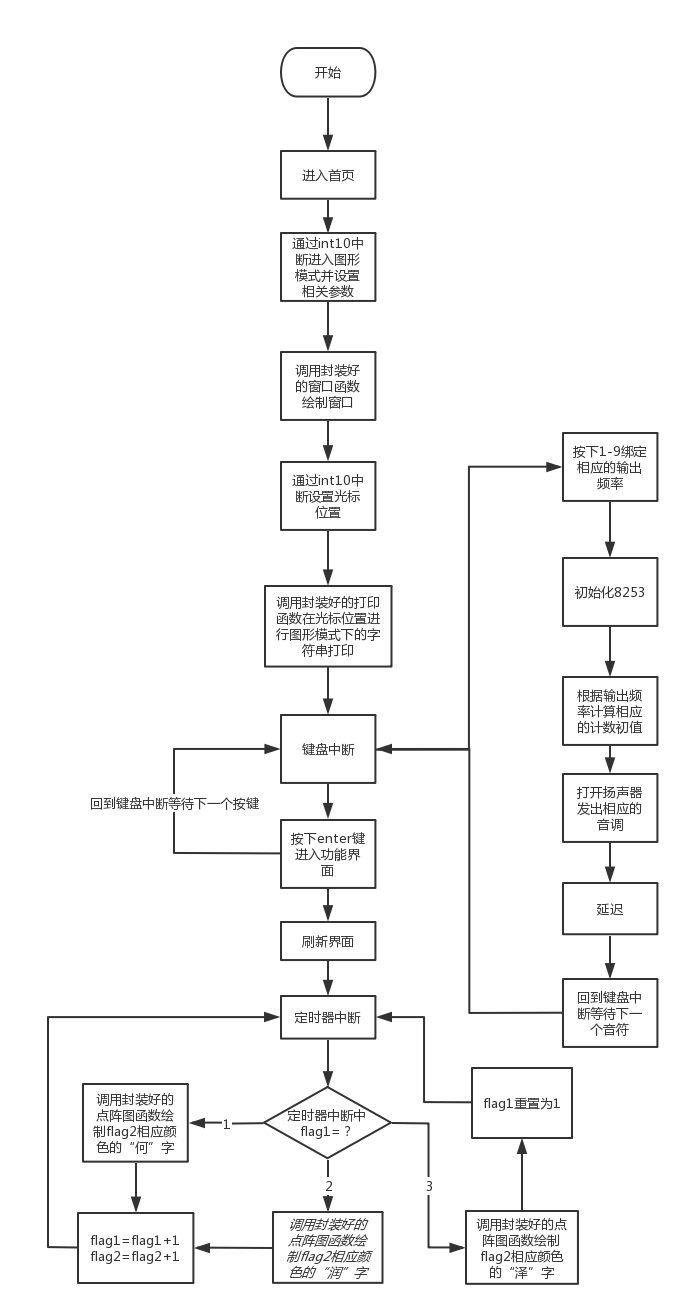 开始
进入首页
通过int10中
断进入图形
模式并设置
相关参数
调用封装好
的窗口函数
绘制窗口
通过int10中
断设置光标
位置
调用封装好的打印
函数在光标位置进
行图形模式下的字
符串打印
键盘中断
回到键盘中断等待下一个按键
按下enter键
进入功能界
面
刷新界面
定时器中断
定时器中断中
flag1=？
1
2
3
调用封装好的
点阵图函数绘
制flag2相应颜
色的“何”字
flag1=flag1+1
flag2=flag2+1
调用封装好的
点阵图函数绘
制flag2相应颜
色的“润”字
调用封装好的点
阵图函数绘制
flag2相应颜色
的“泽”字
flag1重置为1
按下1-9绑定
相应的输出
频率
初始化8253
根据输出频
率计算相应
的计数初值
打开扬声器
发出相应的
音调
延迟
回到键盘中
断等待下一
个音符